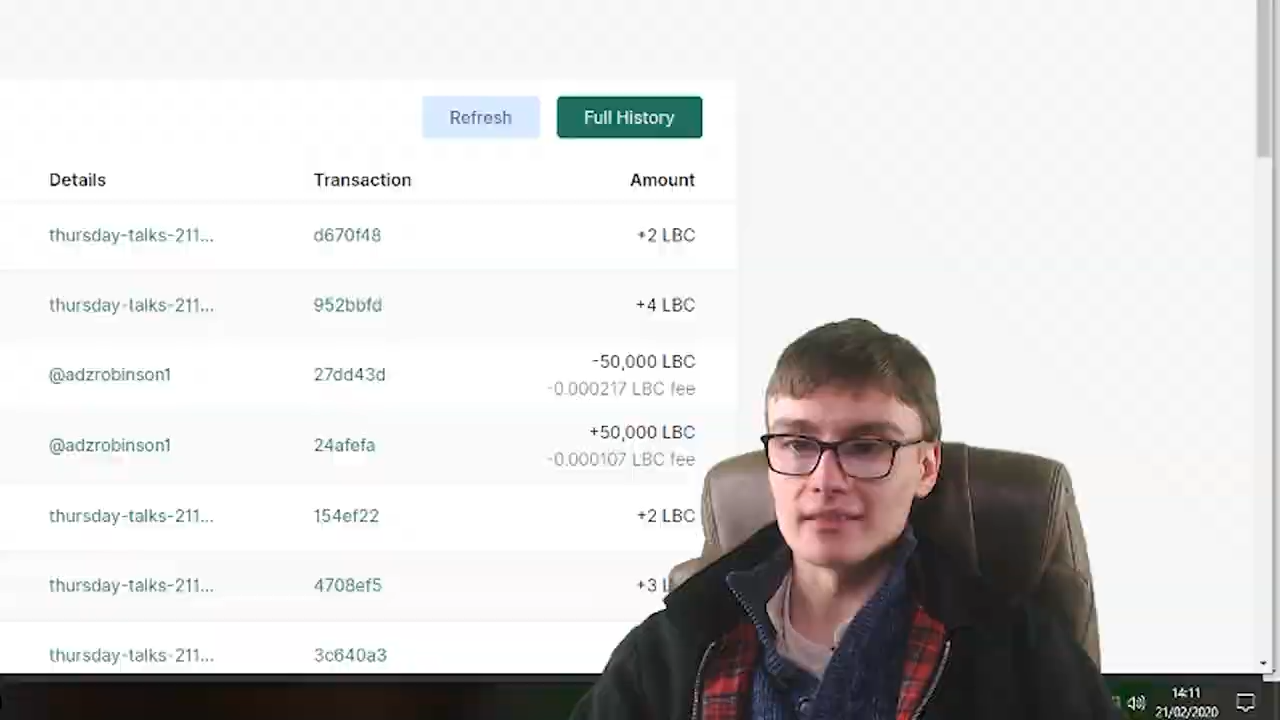 Refresh Full History
Details Transaction Amount
thursday-talks-211... d670f48 +2 LBC
thursday-talks-211... 952bbfd +4 LBC
@adzrobinson1 27dd43d -50,000 LBC
-0.000217 LBC fee
@adzrobinson1 24afefa +50,000 LBC
-0.000107 LBC fee
thursday-talks-211... 154ef22 +2 LBC
thursday-talks-211... 4708ef5 +3 L
thursday-talks-211... 3c640a3
14:11
21/02/2020